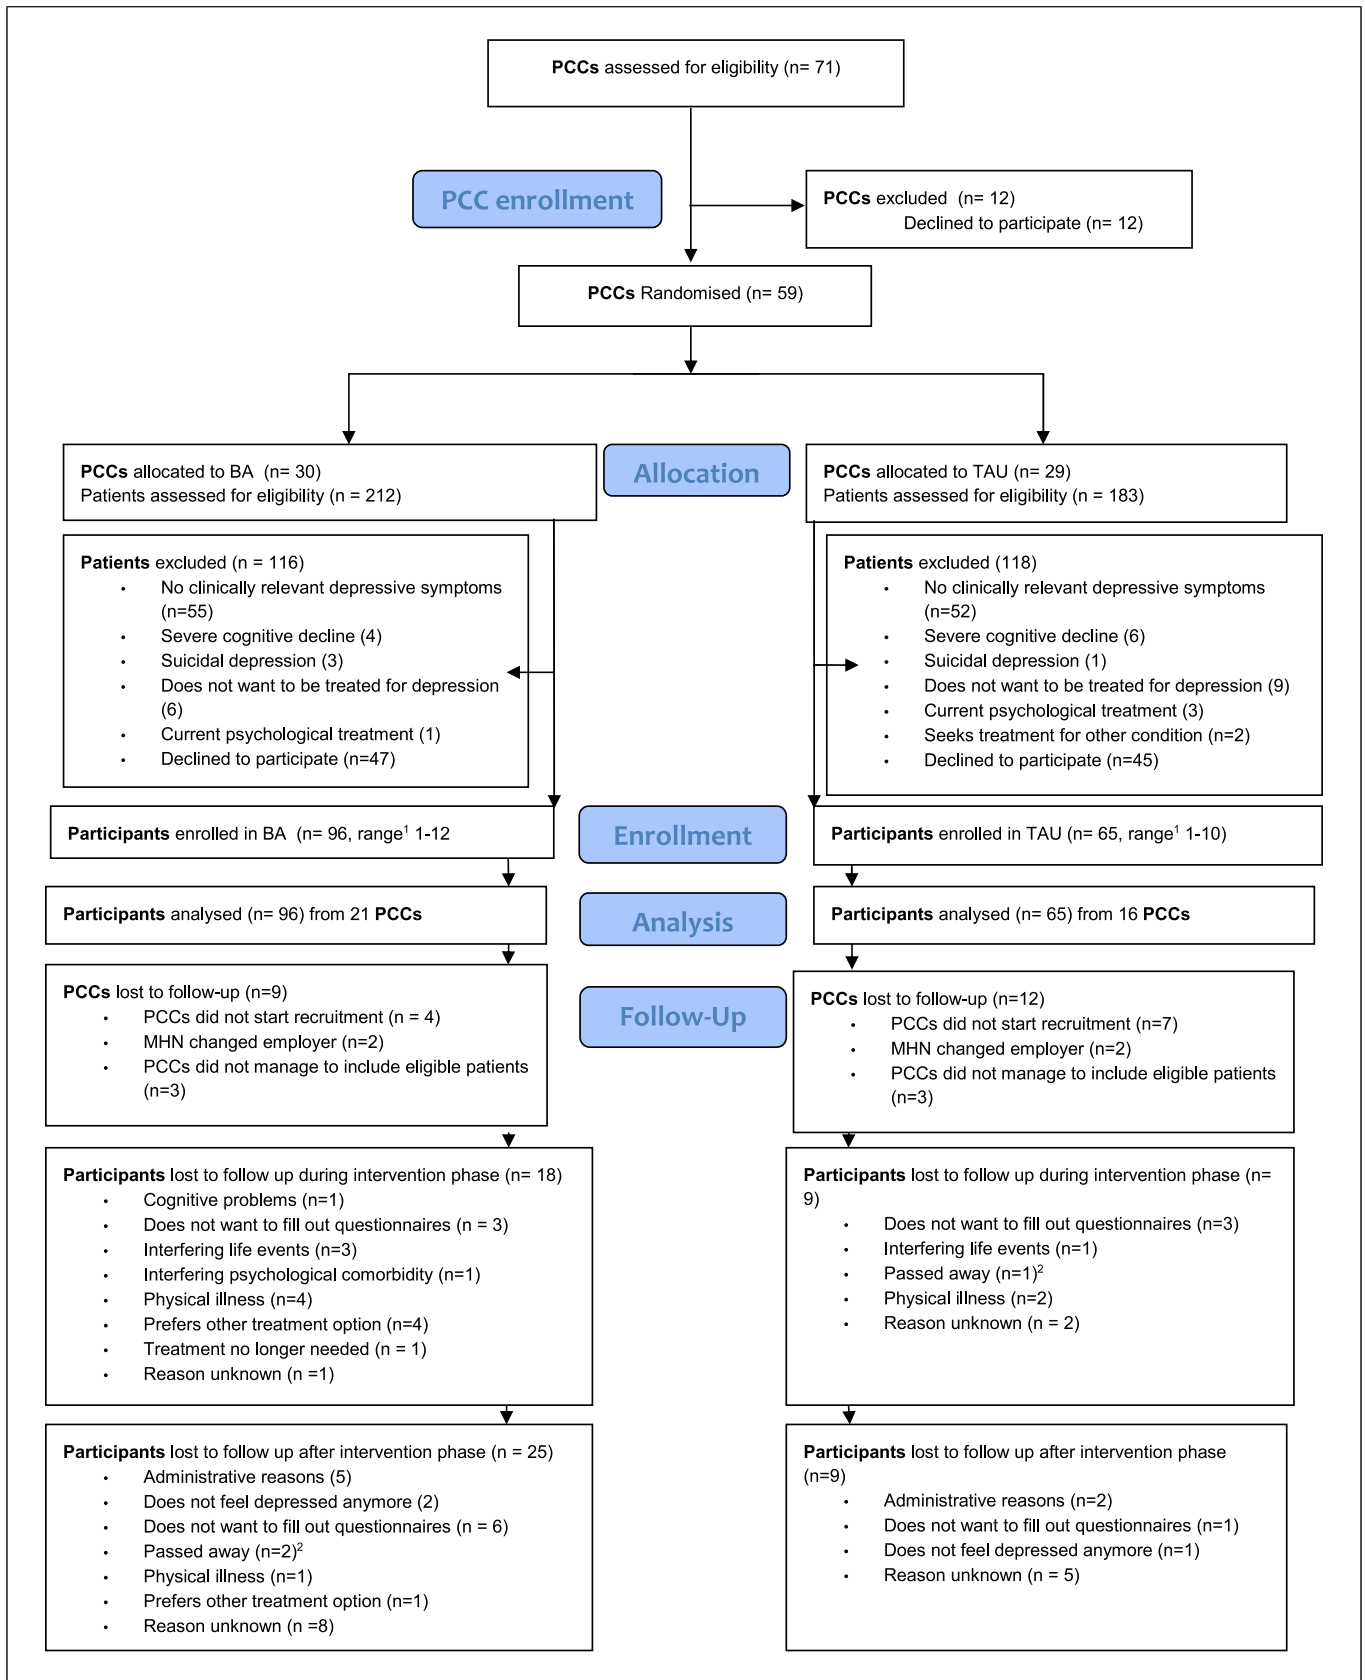 PCCs assessed for eligibility (n= 71)
PCC enrollment
PCCs excluded (n= 12)
Declined to participate (n= 12)
PCCs Randomised (n= 59)
PCCs allocated to BA (n= 30)
Patients assessed for eligibility (n = 212)
Allocation
PCCs allocated to TAU (n= 29)
Patients assessed for eligibility (n = 183)
Patients excluded (n = 116)
• No clinically relevant depressive symptoms
(n=55)
• Severe cognitive decline (4)
• Suicidal depression (3)
• Does not want to be treated for depression
(6)
• Current psychological treatment (1)
• Declined to participate (n=47)
Patients excluded (118)
• No clinically relevant depressive symptoms
(n=52)
• Severe cognitive decline (6)
• Suicidal depression (1)
• Does not want to be treated for depression (9)
• Current psychological treatment (3)
• Seeks treatment for other condition (n=2)
• Declined to participate (n=45)
Participants enrolled in BA (n= 96, range¹ 1-12
Enrollment
Participants enrolled in TAU (n= 65, range¹ 1-10)
Participants analysed (n= 96) from 21 PCCs
Analysis
Participants analysed (n= 65) from 16 PCCs
PCCs lost to follow-up (n=9)
• PCCs did not start recruitment (n = 4)
• MHN changed employer (n=2)
• PCCs did not manage to include eligible patients
(n=3)
Follow-Up
PCCs lost to follow-up (n=12)
• PCCs did not start recruitment (n=7)
• MHN changed employer (n=2)
• PCCs did not manage to include eligible patients
(n=3)
Participants lost to follow up during intervention phase (n= 18)
• Cognitive problems (n=1)
• Does not want to fill out questionnaires (n = 3)
• Interfering life events (n=3)
• Interfering psychological comorbidity (n=1)
• Physical illness (n=4)
• Prefers other treatment option (n=4)
• Treatment no longer needed (n = 1)
• Reason unknown (n =1)
Participants lost to follow up during intervention phase (n=
9)
• Does not want to fill out questionnaires (n=3)
• Interfering life events (n=1)
• Passed away (n=1)²
• Physical illness (n=2)
• Reason unknown (n = 2)
Participants lost to follow up after intervention phase (n = 25)
• Administrative reasons (5)
• Does not feel depressed anymore (2)
• Does not want to fill out questionnaires (n = 6)
• Passed away (n=2)²
• Physical illness (n=1)
• Prefers other treatment option (n=1)
• Reason unknown (n =8)
Participants lost to follow up after intervention phase
(n=9)
• Administrative reasons (n=2)
• Does not want to fill out questionnaires (n=1)
• Does not feel depressed anymore (n=1)
• Reason unknown (n = 5)